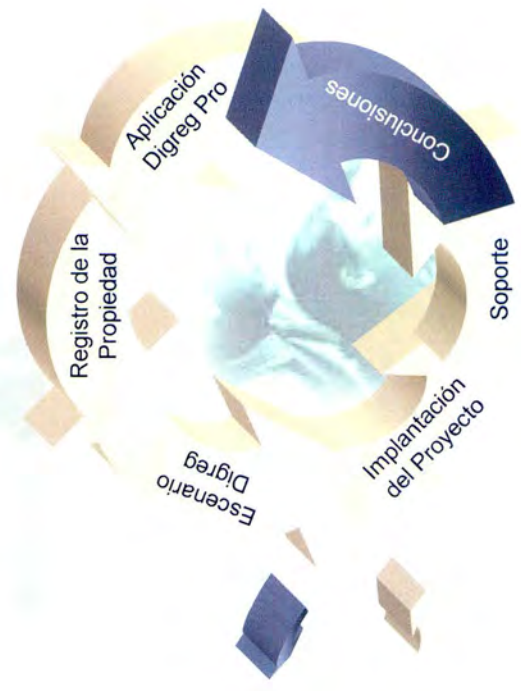 Escenario
Digreg
Registro de la
Propiedad
Aplicación
Digreg Pro
Conclusiones
Soporte
Implantación
del Proyecto